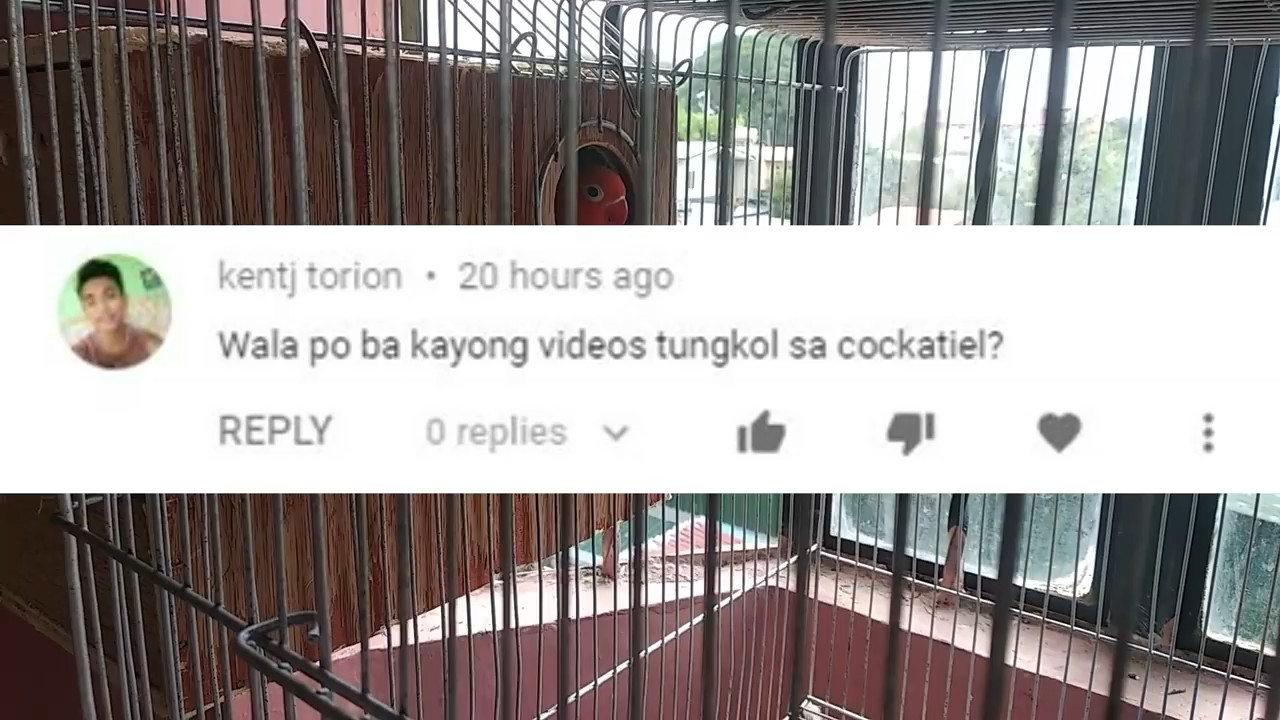 kentj torion • 20 hours ago
Wala po ba kayong videos tungkol sa cockatiel?
REPLY 0 replies